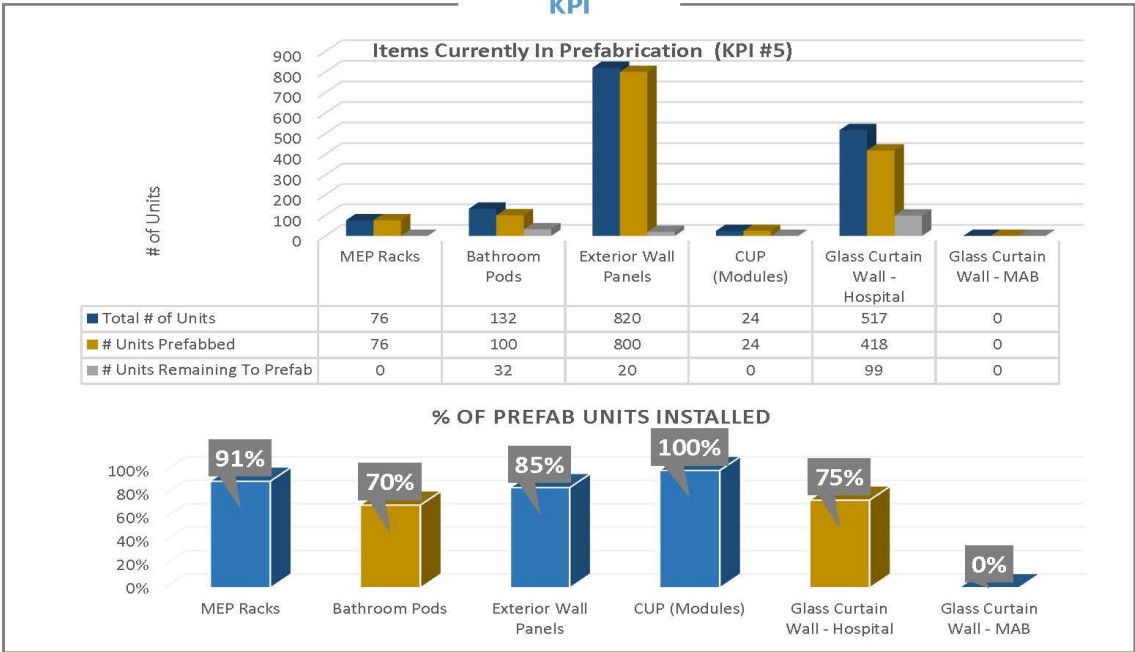 KPI
Items Currently In Prefabrication (KPI #5)
900
800
700
600
500
400
300
200
100
0
# of Units
MEP Racks
Bathroom
Pods
Exterior Wall
Panels
CUP
(Modules)
Glass Curtain
Wall -
Hospital
Glass Curtain
Wall - MAB
Total # of Units 76 132 820 24 517 0
# Units Prefabbed 76 100 800 24 418 0
# Units Remaining To Prefab 0 32 20 0 99 0
% OF PREFAB UNITS INSTALLED
100%
80%
60%
40%
20%
0%
91%
70%
85%
100%
75%
0%
MEP Racks
Bathroom Pods
Exterior Wall
Panels
CUP (Modules)
Glass Curtain
Wall - Hospital
Glass Curtain
Wall - MAB